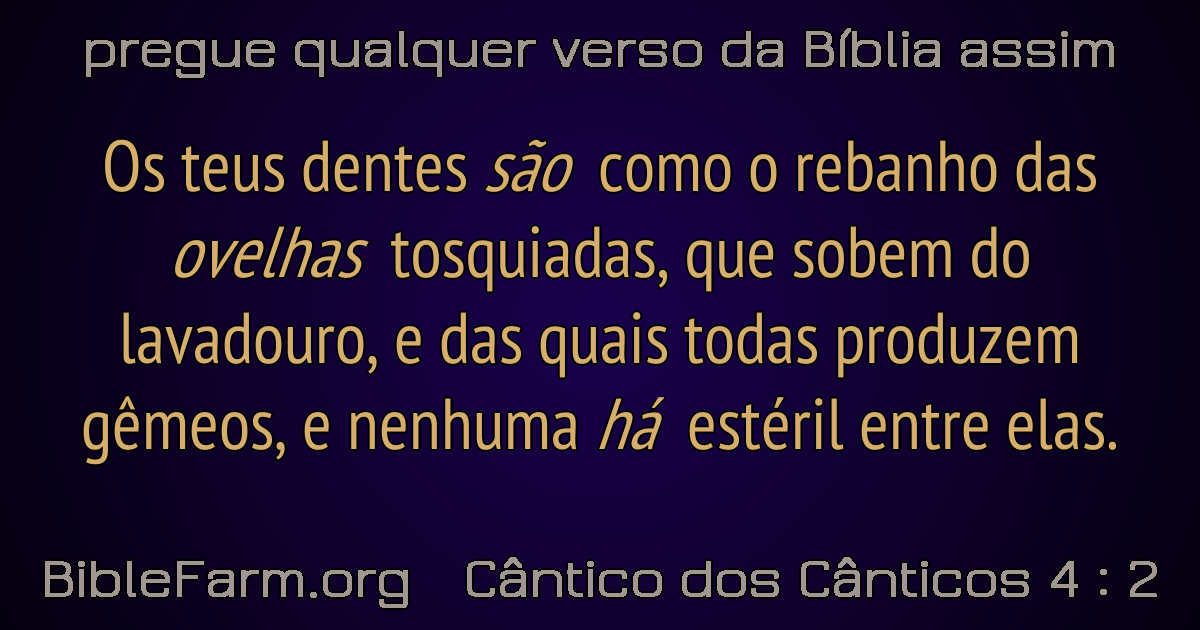 pregue qualquer verso da Bíblia assim
Os teus dentes são como o rebanho das
ovelhas tosquiadas, que sobem do
lavadouro, e das quais todas produzem
gêmeos, e nenhuma há estéril entre elas.
BibleFarm.org Cântico dos Cânticos 4 : 2